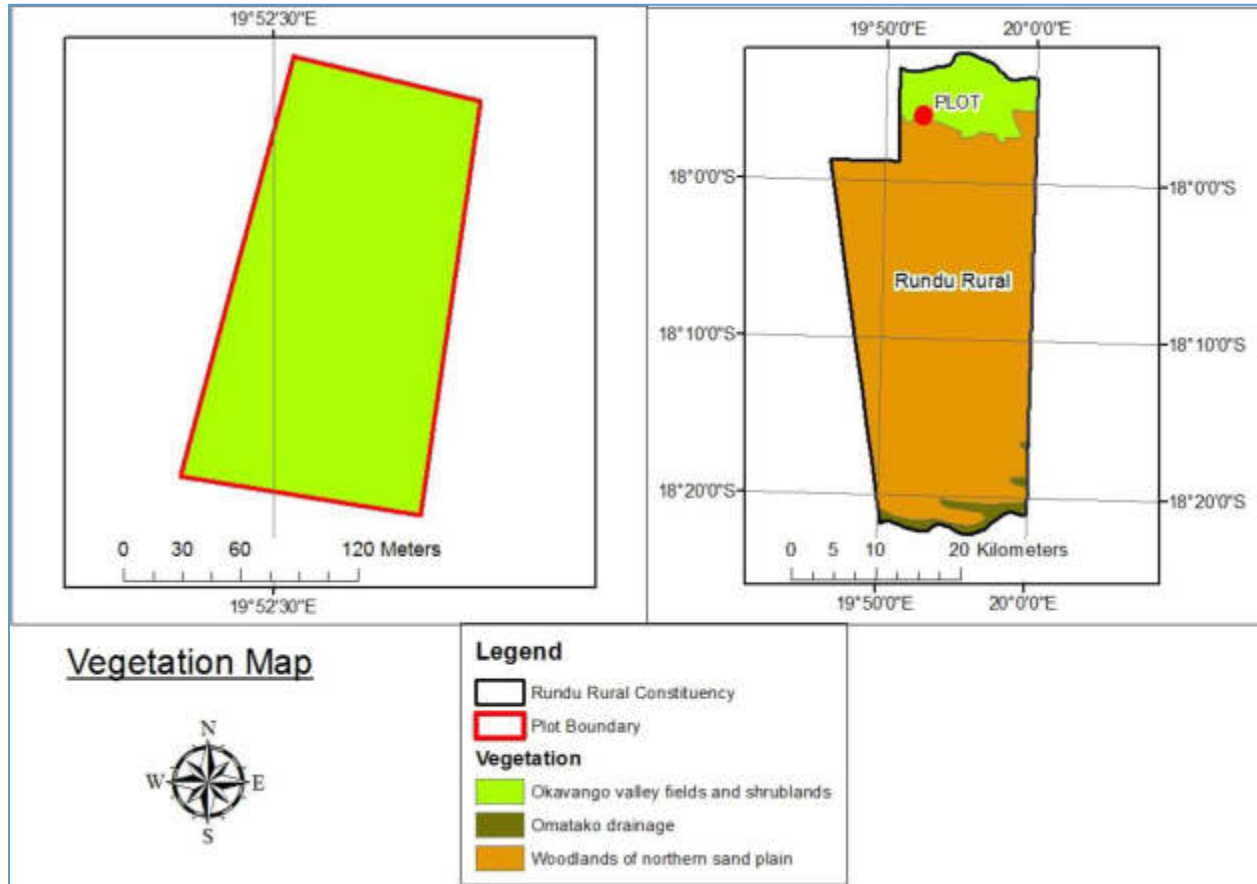 19°52'30"E
0 30 60 120 Meters
19°52'30"E
19°50'0"E 20°0'0"E
PLOT
18°0'0"S 18°0'0"S
Rundu Rural
18°10'0"S 18°10'0"S
18°20'0"S 18°20'0"S
0 5 10 20 Kilometers
19°50'0"E 20°0'0"E
Vegetation Map
N
W E
S
Legend
Rundu Rural Constituency
Plot Boundary
Vegetation
Okavango valley fields and shrublands
Omatako drainage
Woodlands of northern sand plain